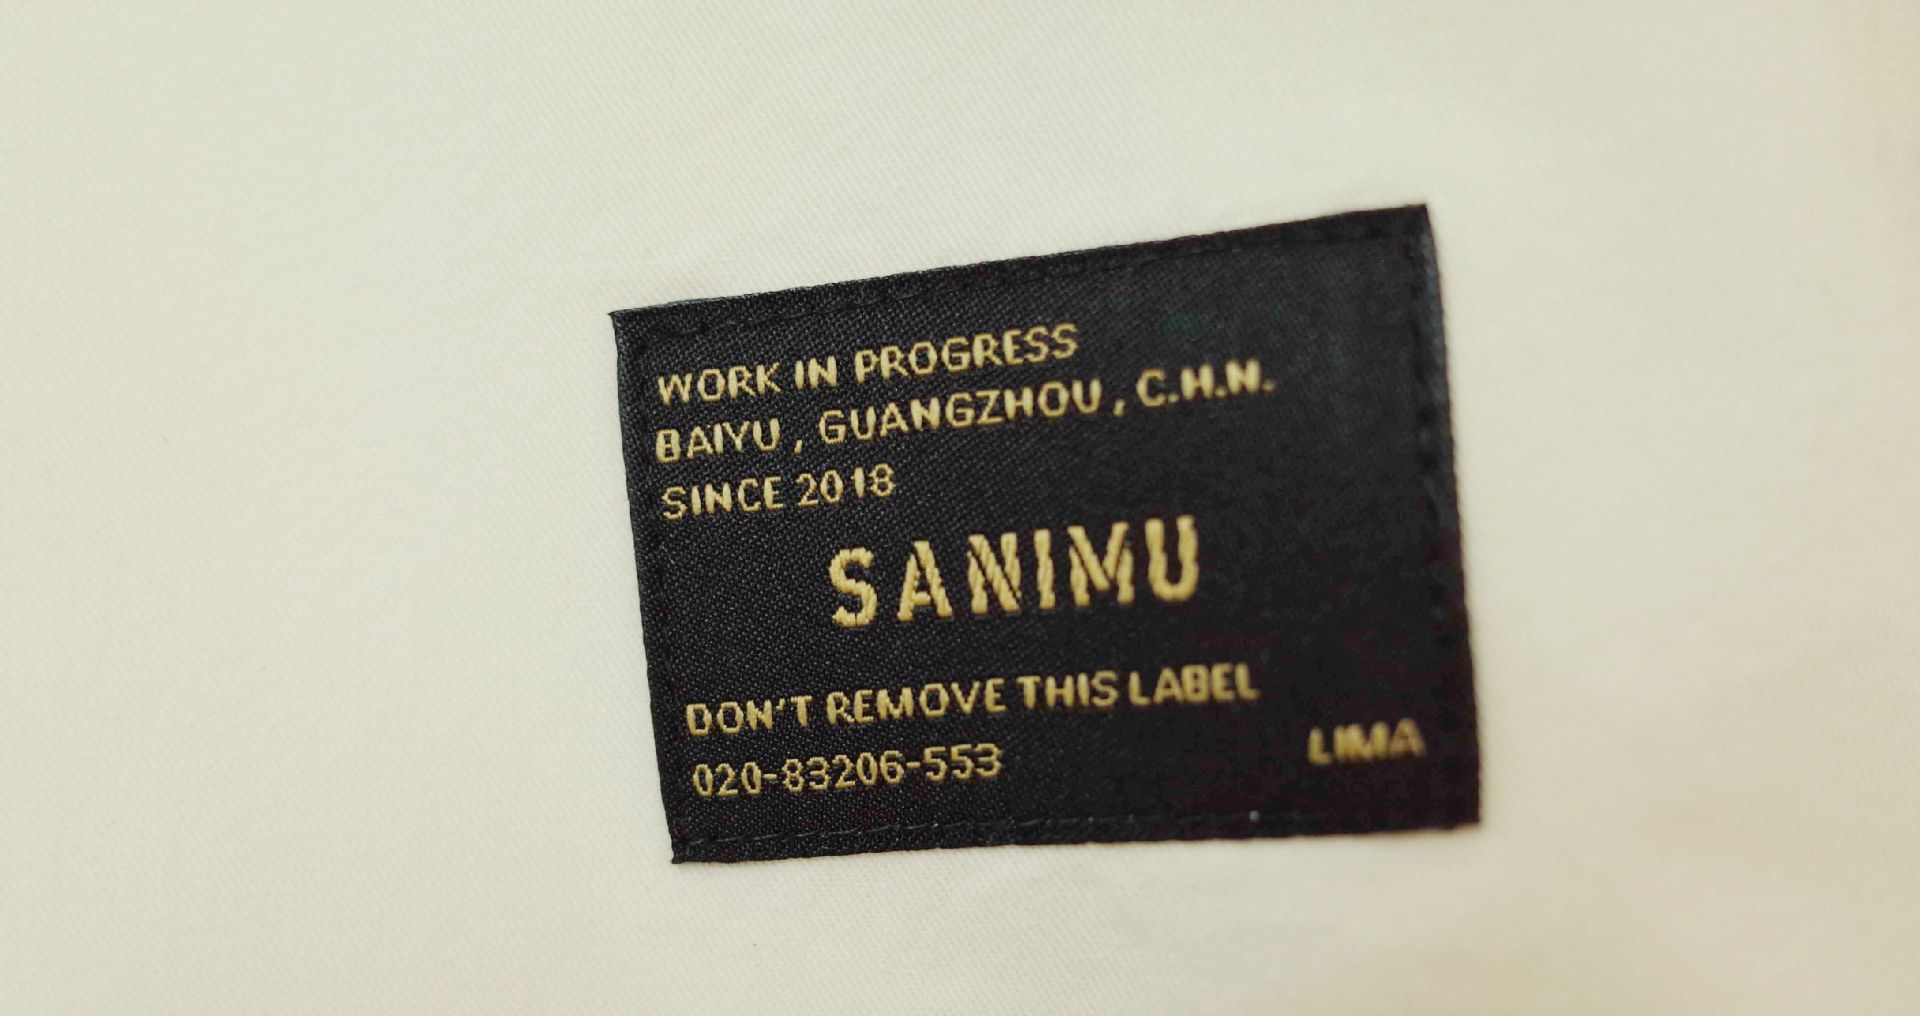 WORK IN PROGRESS
BAIYU, GUANGZHOU, C.H.N.
SINCE 2018
SANIMU
DON'T REMOVE THIS LABEL
020-83206-553
LIMA